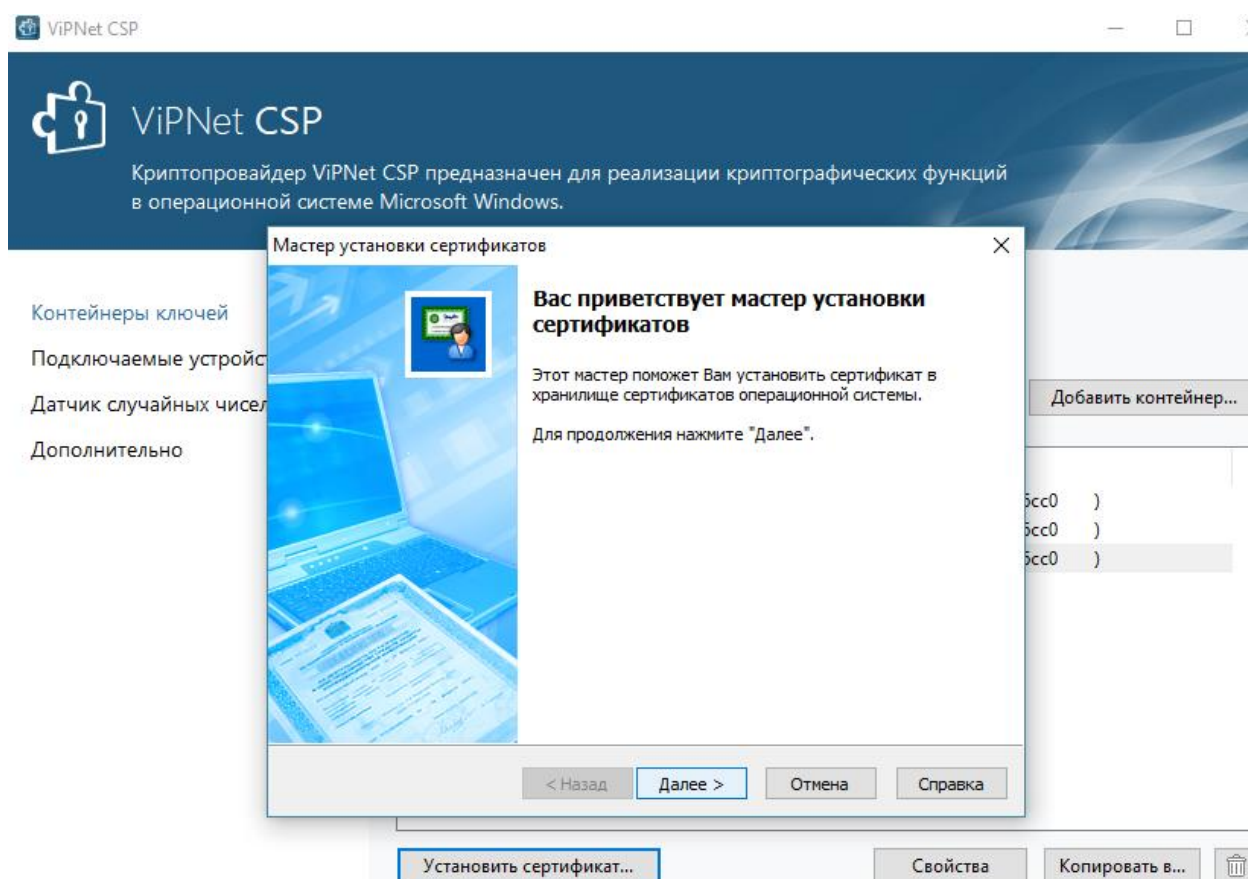 ViPNet CSP
ViPNet CSP
Криптопровайдер ViPNet CSP предназначен для реализации криптографических функций
в операционной системе Microsoft Windows.
Мастер установки сертификатов
Контейнеры ключей
Подключаемые устройс
Датчик случайных чисел
Дополнительно
Вас приветствует мастер установки
сертификатов
Этот мастер поможет Вам установить сертификат в
хранилище сертификатов операционной системы.
Для продолжения нажмите "Далее".
Добавить контейнер...
5cc0 )
5cc0 )
5cc0 )
< Назад
Далее >
Отмена
Справка
Установить сертификат...
Свойства
Копировать в...